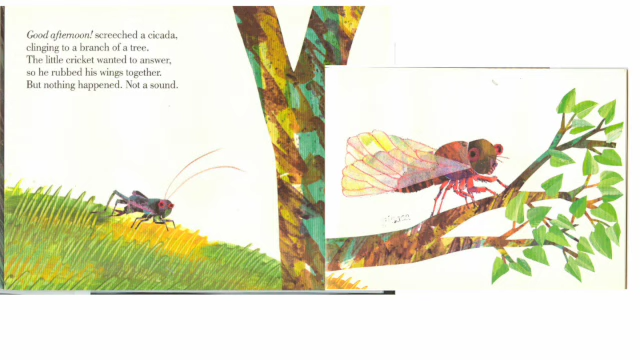 Good afternoon! screeched a cicada,
clinging to a branch of a tree.
The little cricket wanted to answer,
so he rubbed his wings together.
But nothing happened. Not a sound.